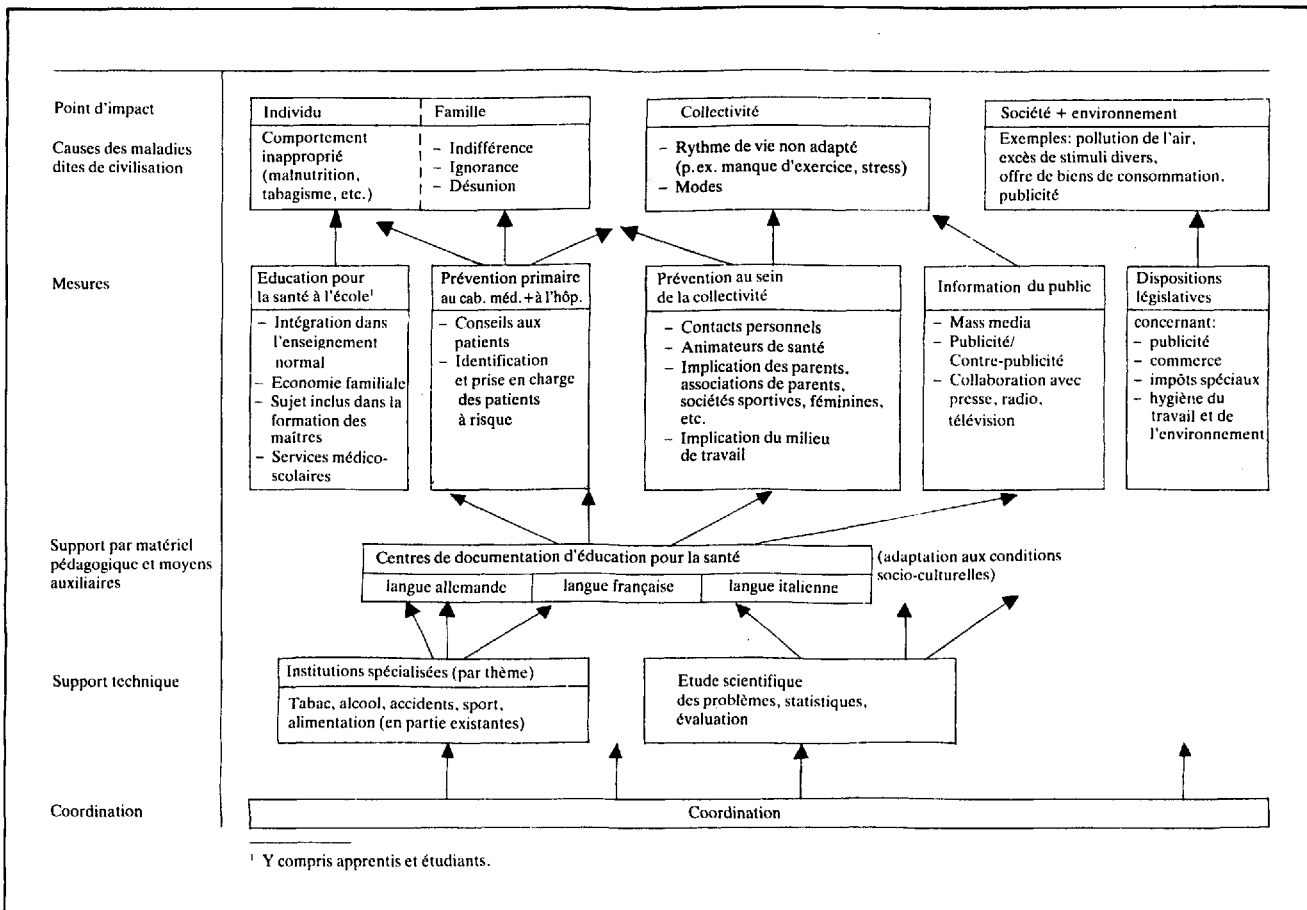 Point d'impact
Individu
Famille
Collectivité
Société + environnement
Causes des maladies
dites de civilisation
Comportement
inapproprié
(malnutrition,
tabagisme, etc.)
– Indifférence
– Ignorance
– Désunion
– Rythme de vie non adapté
(p.ex. manque d'exercice, stress)
– Modes
Exemples: pollution de l'air,
excès de stimuli divers,
offre de biens de consommation,
publicité
Mesures
Education pour
la santé à l'école¹
– Intégration dans
l'enseignement
normal
– Economie familiale
– Sujet inclus dans la
formation des
maîtres
– Services médico-
scolaires
Prévention primaire
au cab. méd.+à l'hôp.
– Conseils aux
patients
– Identification
et prise en charge
des patients
à risque
Prévention au sein
de la collectivité
– Contacts personnels
– Animateurs de santé
– Implication des parents,
associations de parents,
sociétés sportives, féminines,
etc.
– Implication du milieu
de travail
Information du public
– Mass media
– Publicité/
Contre-publicité
– Collaboration avec
presse, radio,
télévision
Dispositions
législatives
concernant:
– publicité
– commerce
– impôts spéciaux
– hygiène du
travail et de
l'environnement
Support par matériel
pédagogique et moyens
auxiliaires
Centres de documentation d'éducation pour la santé
langue allemande
langue française
langue italienne
(adaptation aux conditions
socio-culturelles)
Support technique
Institutions spécialisées (par thème)
Tabac, alcool, accidents, sport,
alimentation (en partie existantes)
Etude scientifique
des problèmes, statistiques,
évaluation
Coordination
Coordination
¹ Y compris apprentis et étudiants.